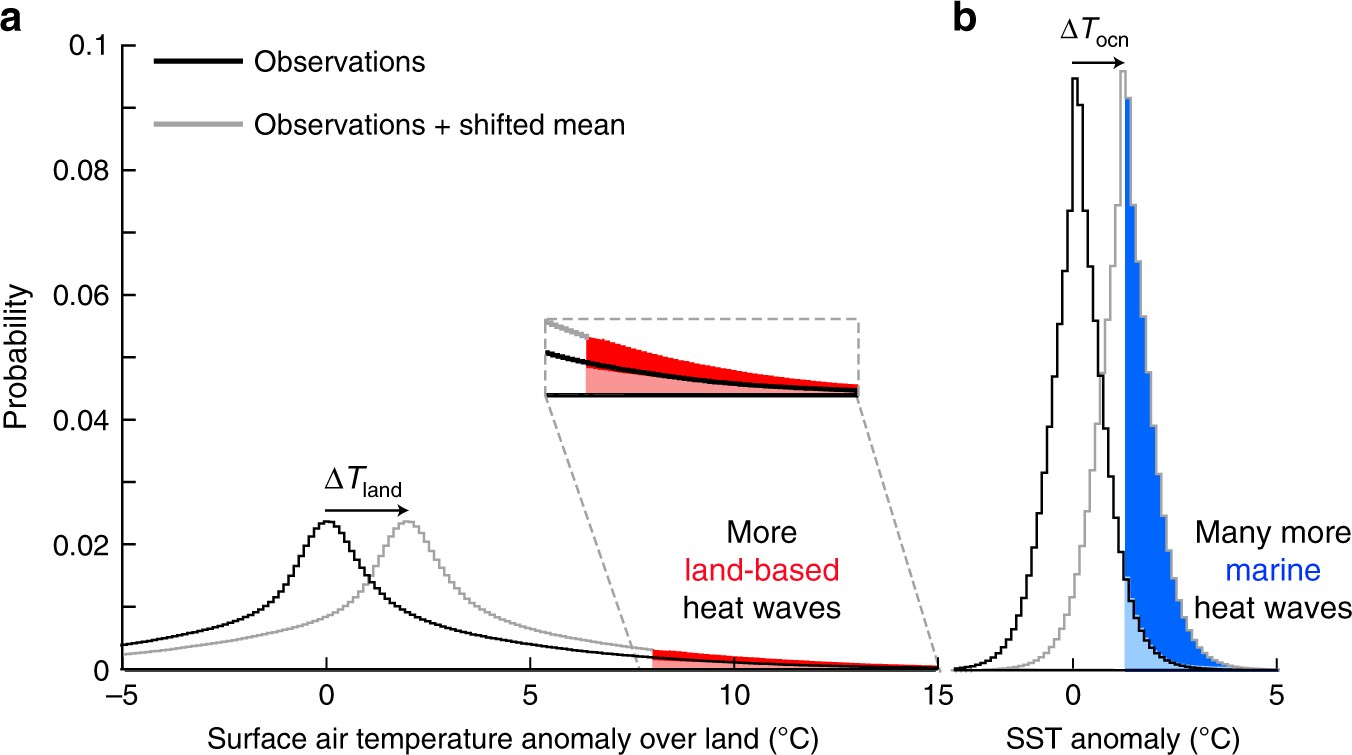 a
b
0.1
0.08
0.06
0.04
0.02
0
Probability
Observations
Observations + shifted mean
ΔTland
More
land-based
heat waves
–5
0
5
10
15
Surface air temperature anomaly over land (°C)
ΔTocn
Many more
marine
heat waves
0
5
SST anomaly (°C)